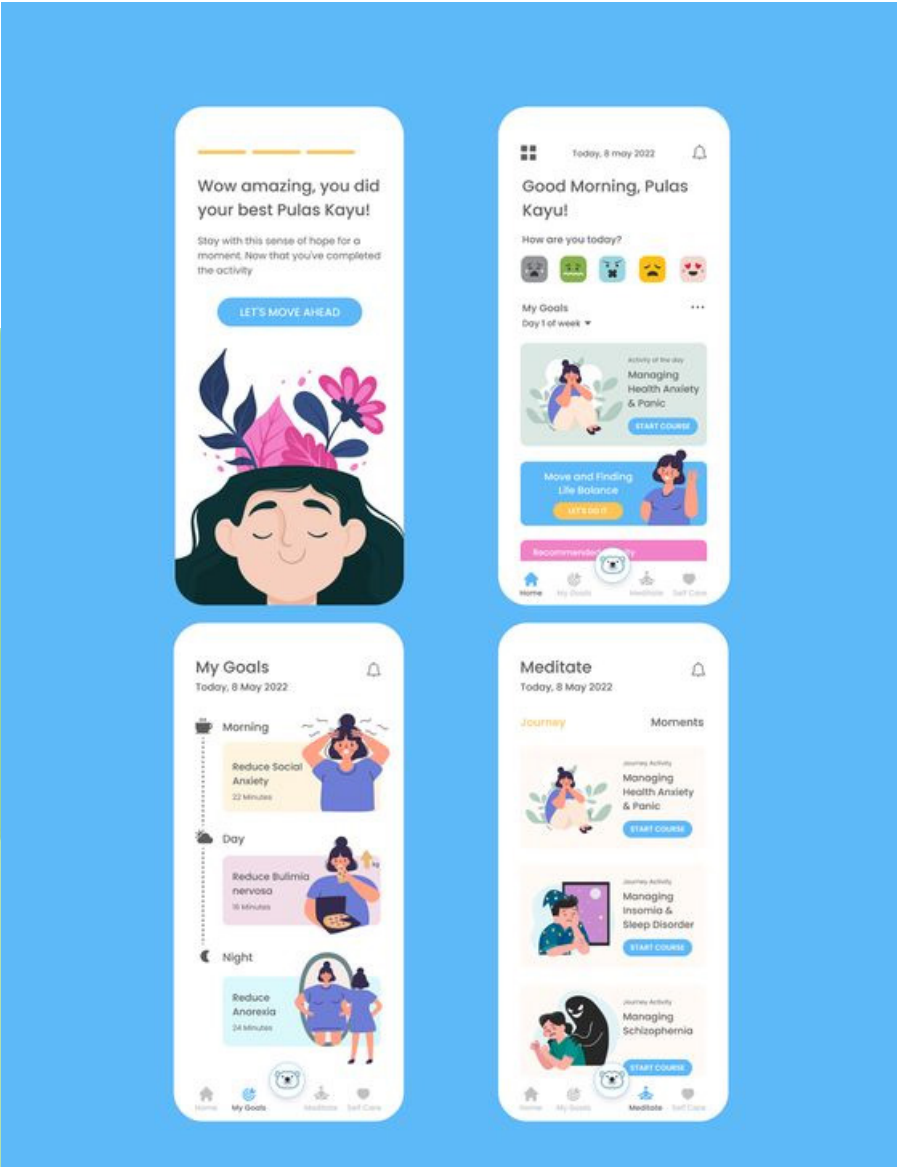 Wow amazing, you did
your best Pulas Kayu!
Stay with this sense of hope for a
moment. Now that you've completed
the activity
LET'S MOVE AHEAD
Today, 8 may 2022
Good Morning, Pulas
Kayu!
How are you today?
My Goals
Day 1 of week
Activity of the day
Managing
Health Anxiety
& Panic
START COURSE
Move and Finding
Life Balance
LET'S DO IT
Recommended
Home
My Goals
Meditate
Self Care
My Goals
Today, 8 May 2022
Morning
Reduce Social
Anxiety
22 Minutes
Day
Reduce Bulimia
nervosa
16 Minutes
kg
Night
Reduce
Anorexia
24 Minutes
Home
My Goals
Meditate
Self Care
Meditate
Today, 8 May 2022
Journey
Moments
Journey Activity
Managing
Health Anxiety
& Panic
START COURSE
Journey Activity
Managing
Insomia &
Sleep Disorder
START COURSE
Journey Activity
Managing
Schizophernia
START COURSE
Home
My Goals
Meditate
Self Care